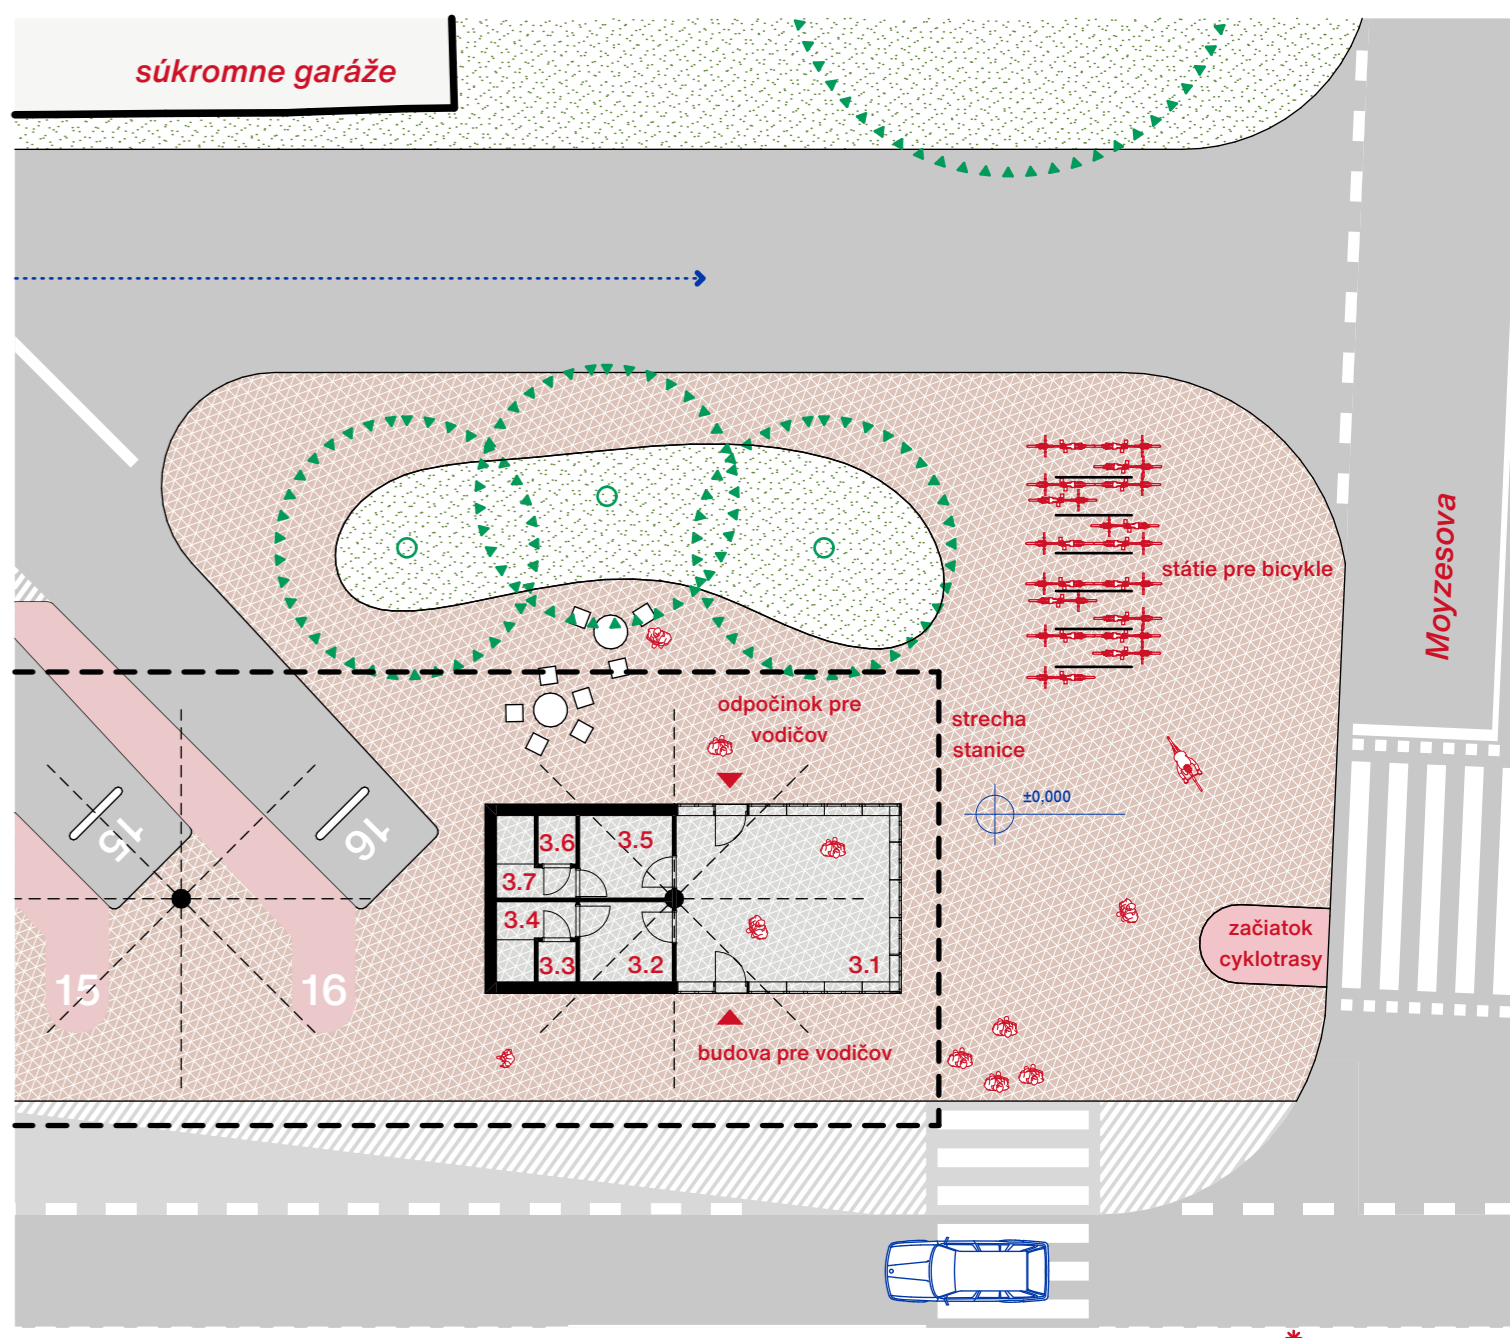 súkromne garáže
Moyzesova
státie pre bicykle
odpočinok pre
vodičov
strecha
stanice
±0,000
15
16
3.6
3.5
3.7
3.4
3.3
3.2
3.1
začiatok
cyklotrasy
15
16
budova pre vodičov